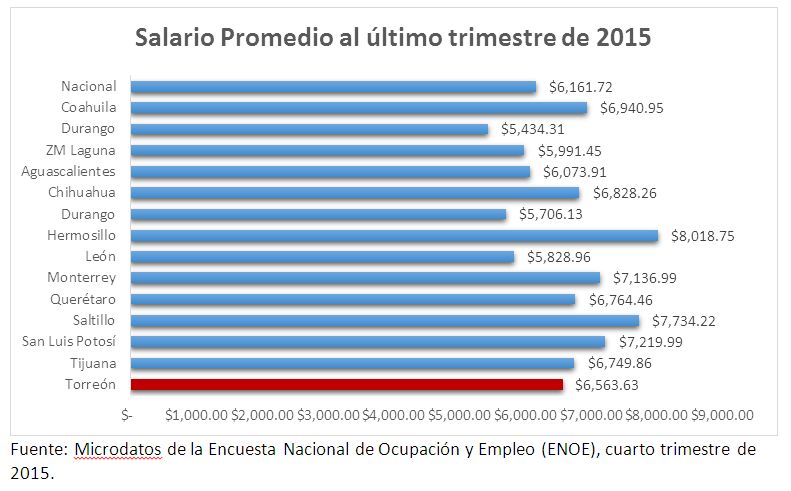 Salario Promedio al último trimestre de 2015
Nacional $6,161.72
Coahuila $6,940.95
Durango $5,434.31
ZM Laguna $5,991.45
Aguascalientes $6,073.91
Chihuahua $6,828.26
Durango $5,706.13
Hermosillo $8,018.75
León $5,828.96
Monterrey $7,136.99
Querétaro $6,764.46
Saltillo $7,734.22
San Luis Potosí $7,219.99
Tijuana $6,749.86
Torreón $6,563.63
$- $1,000.00 $2,000.00 $3,000.00 $4,000.00 $5,000.00 $6,000.00 $7,000.00 $8,000.00 $9,000.00
Fuente: Microdatos de la Encuesta Nacional de Ocupación y Empleo (ENOE), cuarto trimestre de
2015.